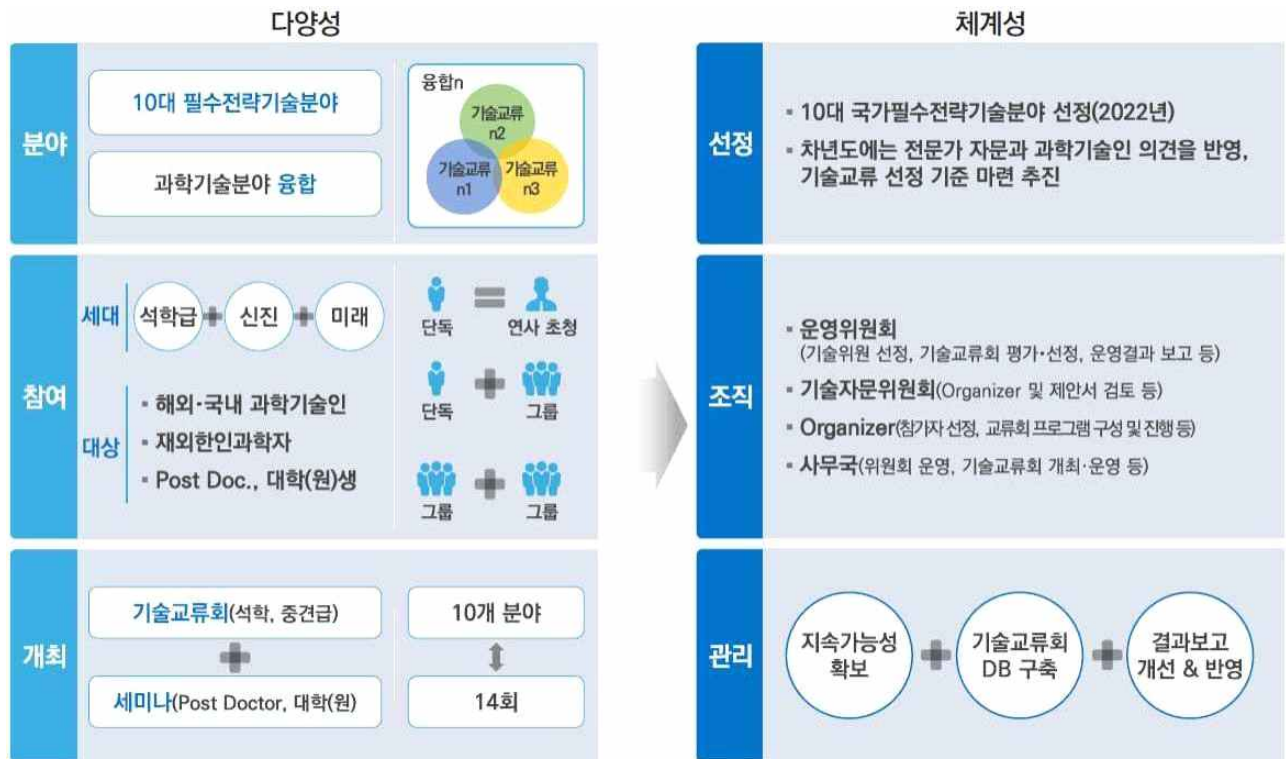 다양성
분야
10대 필수전략기술분야
과학기술분야 융합
융합n
기술교류
n2
기술교류
n1
기술교류
n3
참여
세대
석학급
신진
미래
대상
▪ 해외·국내 과학기술인
▪ 재외한인과학자
▪ Post Doc., 대학(원)생
단독
연사 초청
단독
그룹
그룹
그룹
개최
기술교류회(석학, 중견급)
세미나(Post Doctor, 대학(원)
10개 분야
14회
체계성
선정
▪ 10대 국가필수전략기술분야 선정(2022년)
▪ 차년도에는 전문가 자문과 과학기술인 의견을 반영,
기술교류 선정 기준 마련 추진
조직
▪ 운영위원회
(기술위원 선정, 기술교류회 평가·선정, 운영결과 보고 등)
▪ 기술자문위원회(Organizer 및 제안서 검토 등)
▪ Organizer(참가자 선정, 교류회 프로그램 구성 및 진행 등)
▪ 사무국(위원회 운영, 기술교류회 개최·운영 등)
관리
지속가능성
확보
기술교류회
DB 구축
결과보고
개선 & 반영